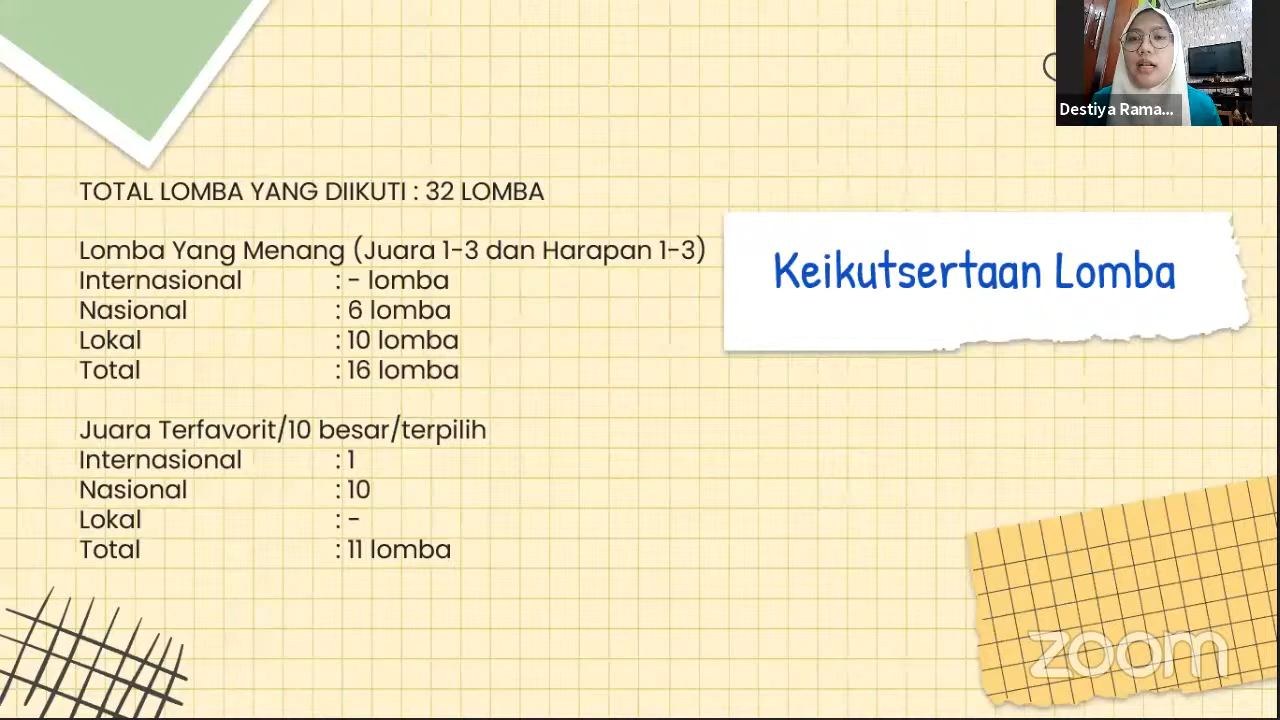 TOTAL LOMBA YANG DIIKUTI : 32 LOMBA
Lomba Yang Menang (Juara 1-3 dan Harapan 1-3)
Internasional : - lomba
Nasional : 6 lomba
Lokal : 10 lomba
Total : 16 lomba
Juara Terfavorit/10 besar/terpilih
Internasional : 1
Nasional : 10
Lokal : -
Total : 11 lomba
Keikutsertaan Lomba
Destiya Rama...
zoom